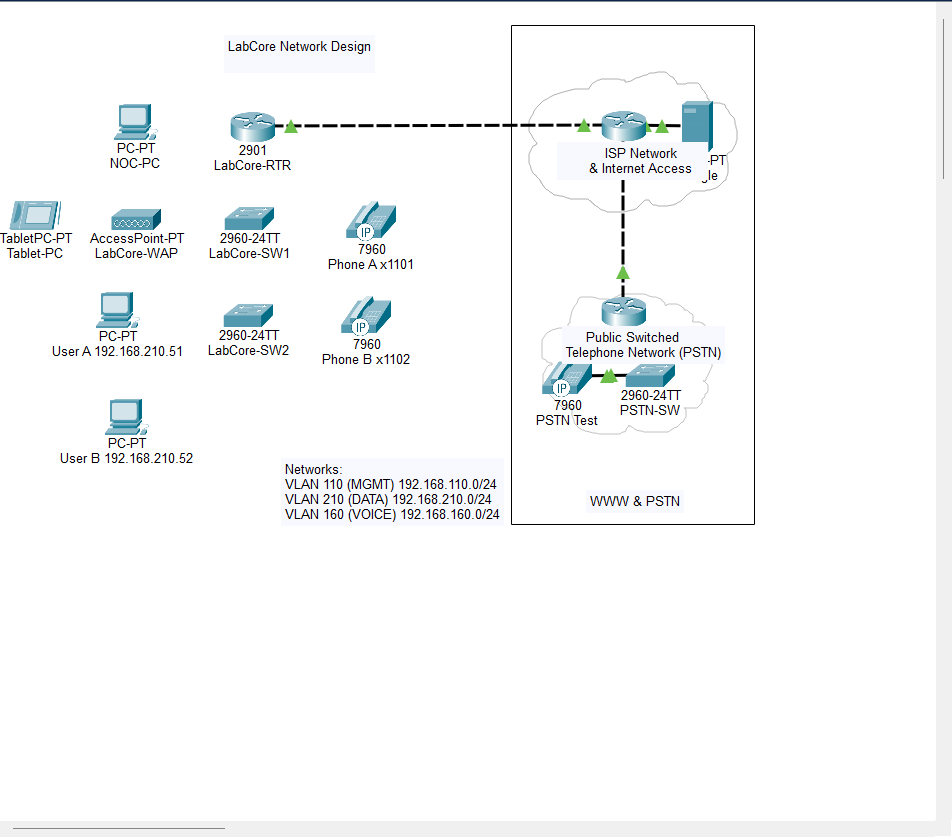 LabCore Network Design
PC-PT
NOC-PC
2901
LabCore-RTR
ISP Network
& Internet Access
-PT
TabletPC-PT
Tablet-PC
AccessPoint-PT
LabCore-WAP
2960-24TT
LabCore-SW1
IP
7960
Phone A x1101
PC-PT
User A 192.168.210.51
2960-24TT
LabCore-SW2
IP
7960
Phone B x1102
Public Switched
Telephone Network (PSTN)
IP
7960
PSTN Test
2960-24TT
PSTN-SW
PC-PT
User B 192.168.210.52
Networks:
VLAN 110 (MGMT) 192.168.110.0/24
VLAN 210 (DATA) 192.168.210.0/24
VLAN 160 (VOICE) 192.168.160.0/24
WWW & PSTN